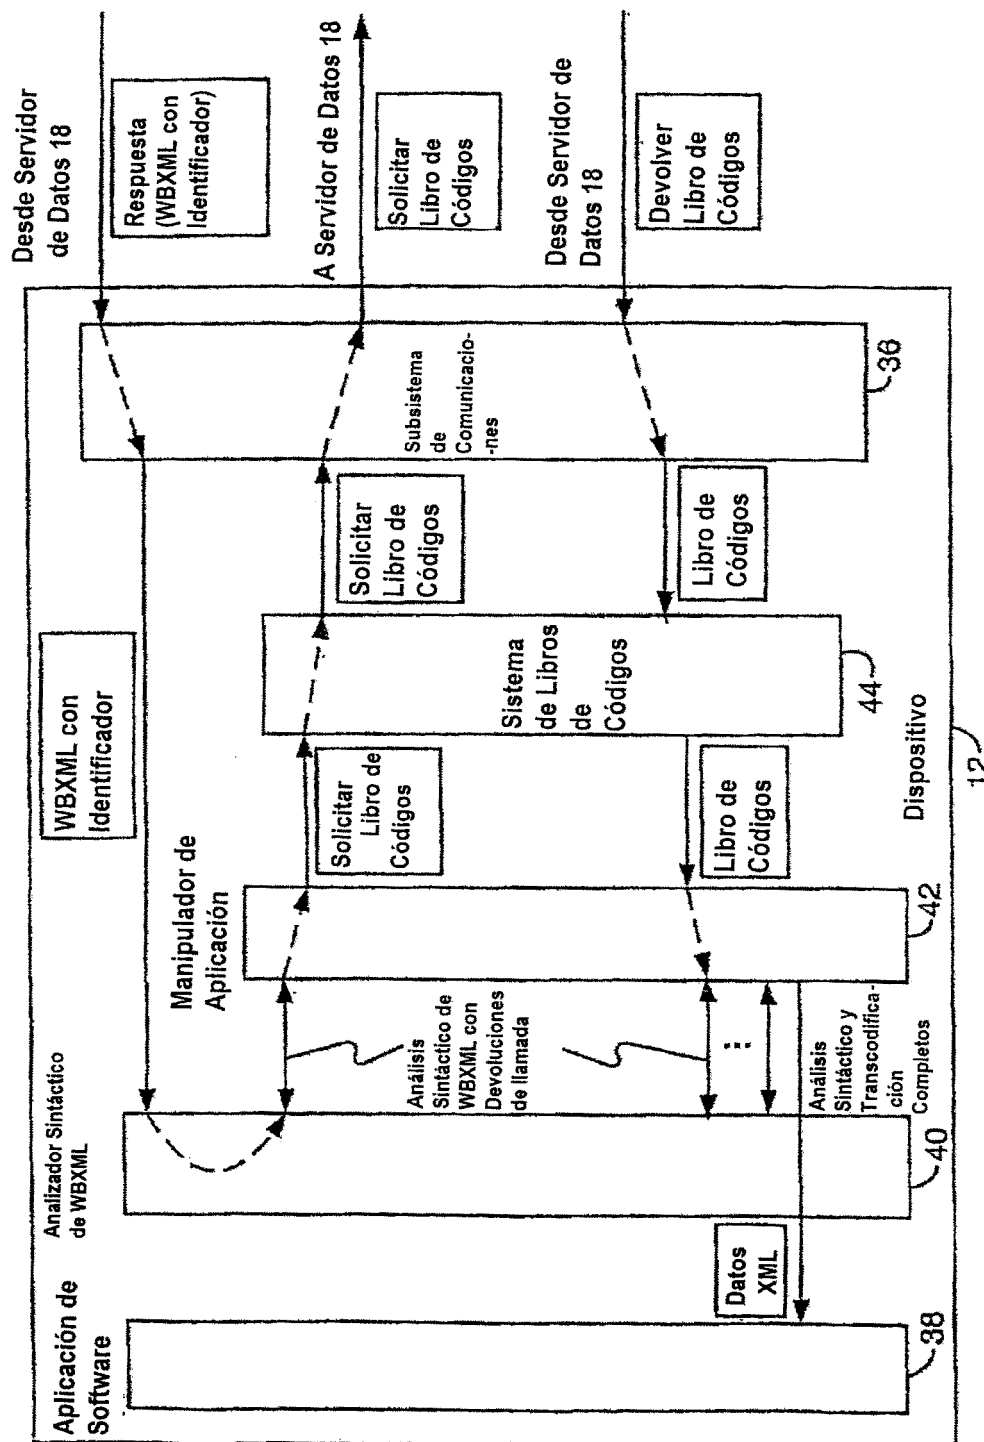 Desde Servidor
de Datos 18
Respuesta
(WBXML con
Identificador)
A Servidor de Datos 18
Solicitar
Libro de
Códigos
Desde Servidor de
Datos 18
Devolver
Libro de
Códigos
Subsistema
de
Comunicacio-
-nes
36
WBXML con
Identificador
Solicitar
Libro de
Códigos
Libro de
Códigos
Sistema
de Libros
de
Códigos
44
Solicitar
Libro de
Códigos
Libro de
Códigos
Dispositivo
12
Manipulador de
Aplicación
42
Análisis
Sintáctico de
WBXML con
Devoluciones
de llamada
Análisis
Sintáctico y
Transcodifica-
ción
Completos
Analizador Sintáctico
de WBXML
40
Datos
XML
Aplicación de
Software
38